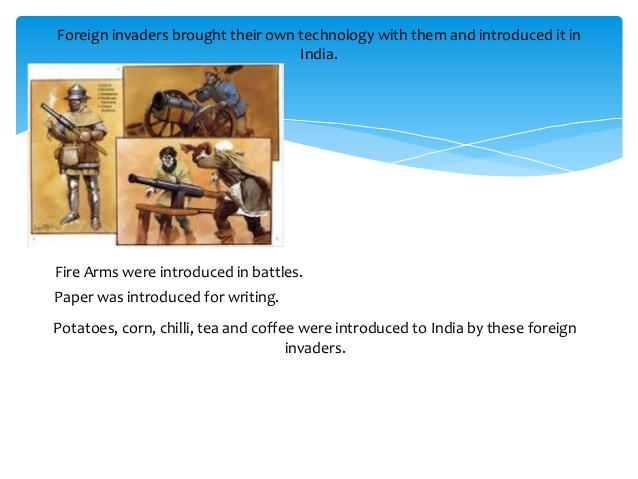 Foreign invaders brought their own technology with them and introduced it in
India.
Fire Arms were introduced in battles.
Paper was introduced for writing.
Potatoes, corn, chilli, tea and coffee were introduced to India by these foreign
invaders.